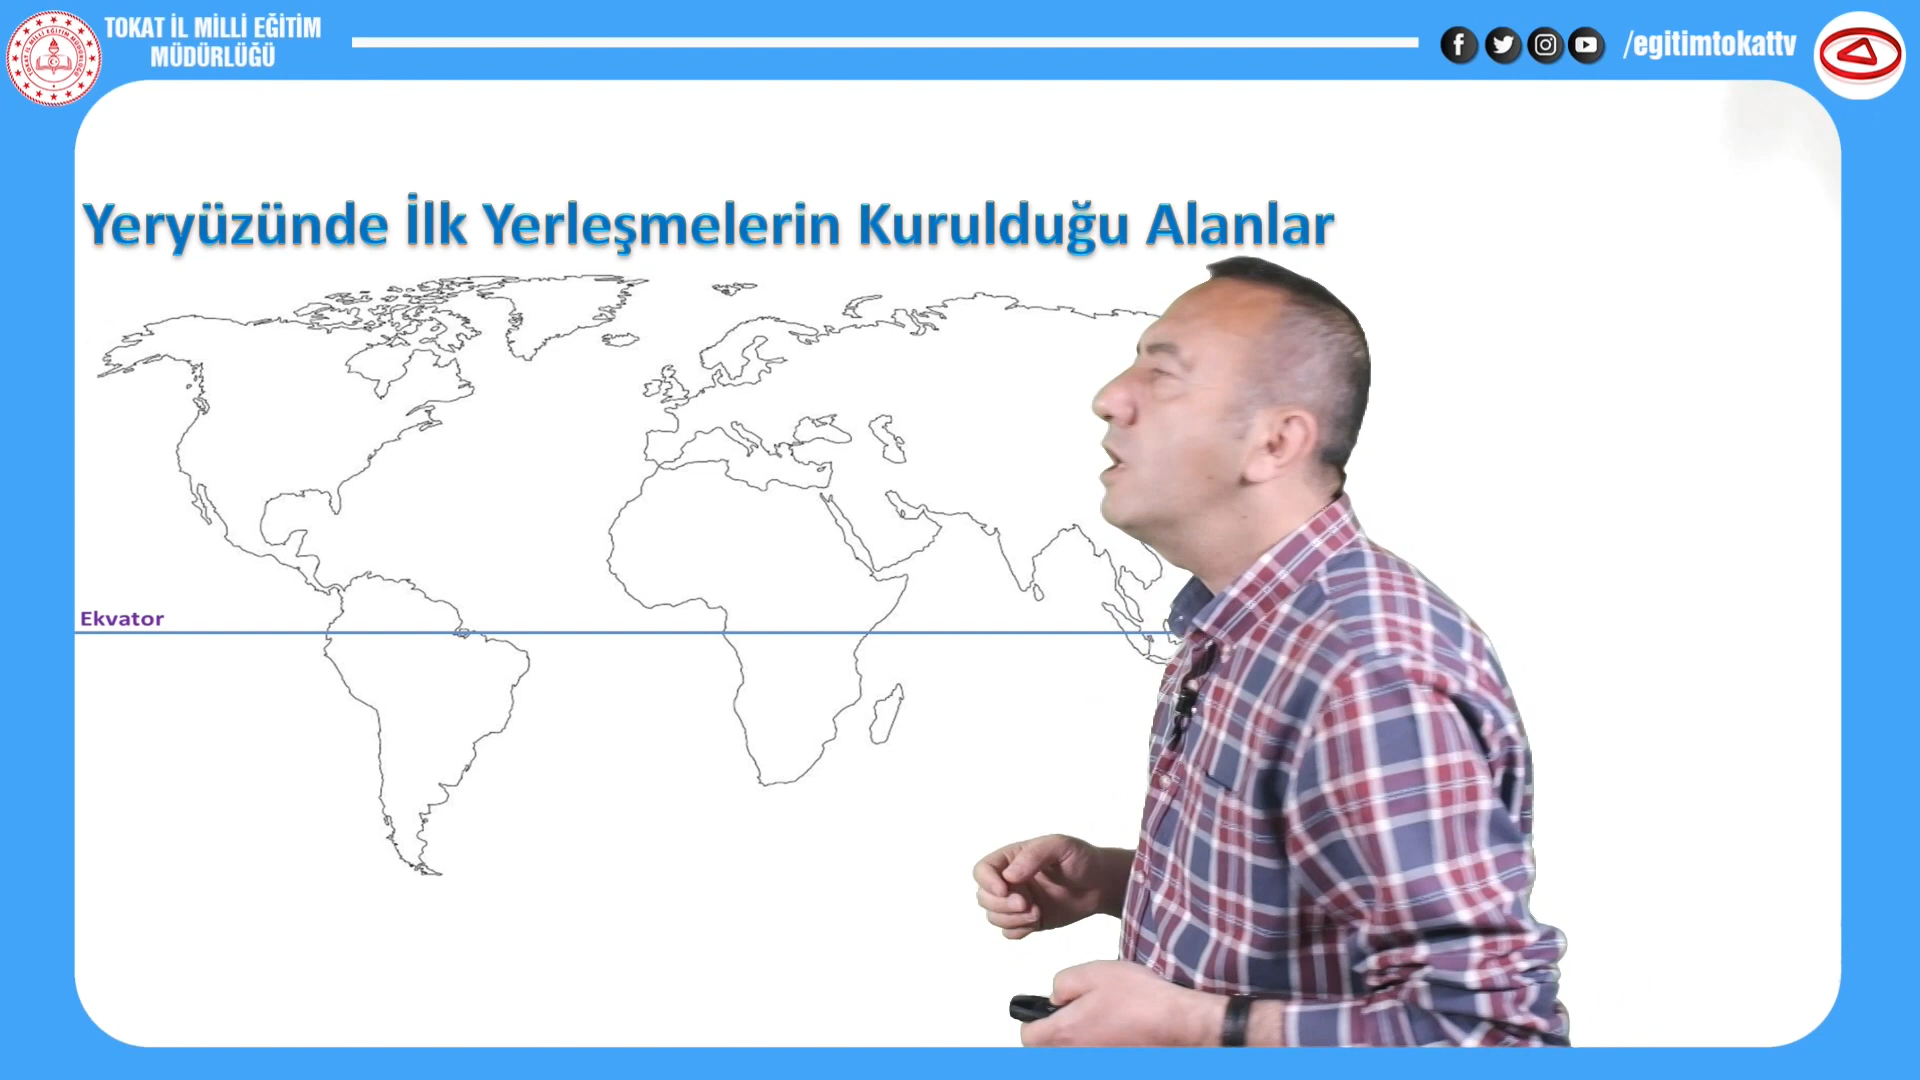 TOKAT İL MİLLİ EĞİTİM
MÜDÜRLÜĞÜ
/egitimtokattv
Yeryüzünde İlk Yerleşmelerin Kurulduğu Alanlar
Ekvator